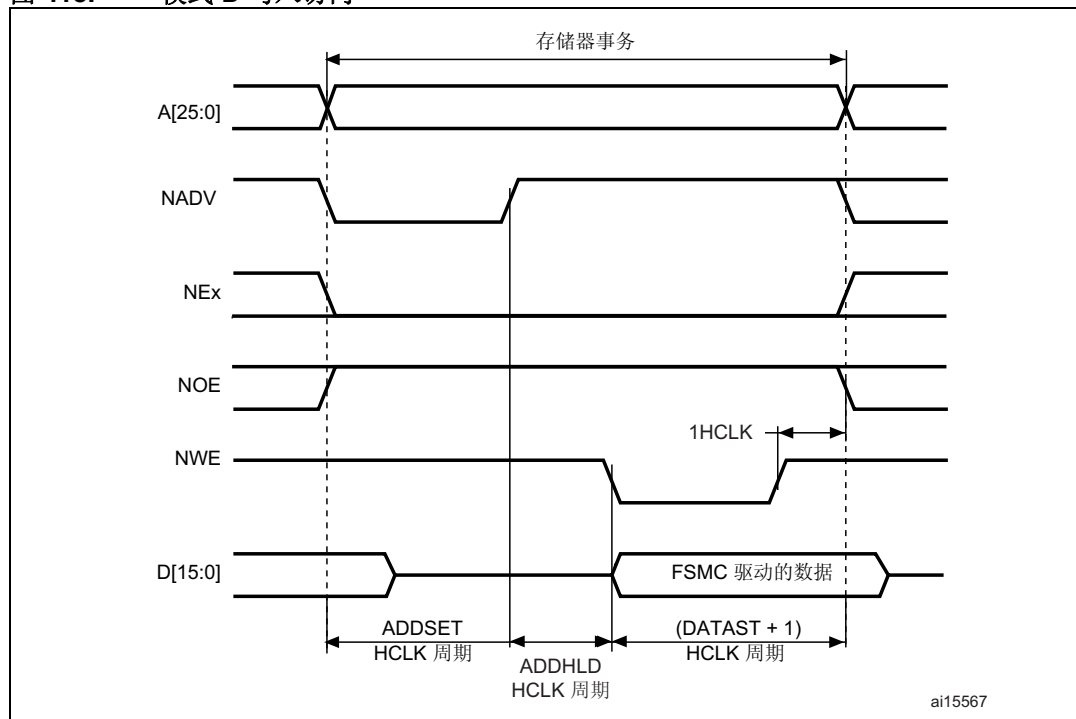 存储器事务
A[25:0]
NADV
NEx
NOE
1HCLK
NWE
D[15:0]
FSMC 驱动的数据
ADDSET
HCLK 周期
ADDHLD
HCLK 周期
(DATAST + 1)
HCLK 周期
ai15567